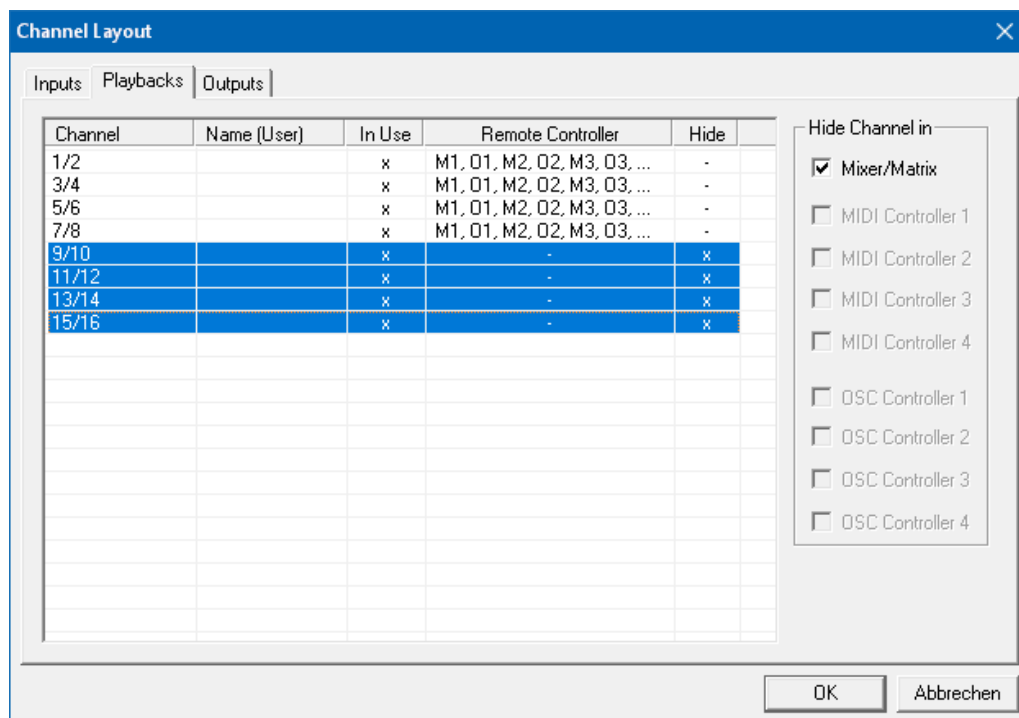 Channel Layout
Inputs Playbacks Outputs
Channel Name (User) In Use Remote Controller Hide
1/2 x M1, O1, M2, O2, M3, O3, ... -
3/4 x M1, O1, M2, O2, M3, O3, ... -
5/6 x M1, O1, M2, O2, M3, O3, ... -
7/8 x M1, O1, M2, O2, M3, O3, ... -
9/10 x - x
11/12 x - x
13/14 x - x
15/16 x - x
Hide Channel in
Mixer/Matrix
MIDI Controller 1
MIDI Controller 2
MIDI Controller 3
MIDI Controller 4
OSC Controller 1
OSC Controller 2
OSC Controller 3
OSC Controller 4
OK Abbrechen